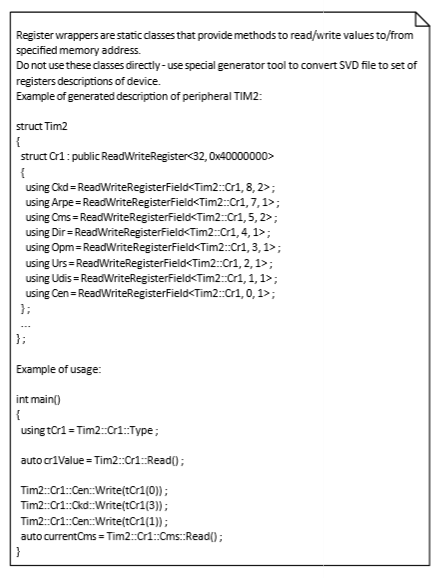 Register wrappers are static classes that provide methods to read/write values to/from
specified memory address.
Do not use these classes directly - use special generator tool to convert SVD file to set of
registers descriptions of device.
Example of generated description of peripheral TIM2:

struct Tim2
{
struct Cr1 : public ReadWriteRegister<32, 0x40000000>
{
using Ckd = ReadWriteRegisterField<Tim2::Cr1, 8, 2> ;
using Arpe = ReadWriteRegisterField<Tim2::Cr1, 7, 1> ;
using Cms = ReadWriteRegisterField<Tim2::Cr1, 5, 2> ;
using Dir = ReadWriteRegisterField<Tim2::Cr1, 4, 1> ;
using Opm = ReadWriteRegisterField<Tim2::Cr1, 3, 1> ;
using Urs = ReadWriteRegisterField<Tim2::Cr1, 2, 1> ;
using Udis = ReadWriteRegisterField<Tim2::Cr1, 1, 1> ;
using Cen = ReadWriteRegisterField<Tim2::Cr1, 0, 1> ;
} ;
...
} ;

Example of usage:

int main()
{
using tCr1 = Tim2::Cr1::Type ;

auto cr1Value = Tim2::Cr1::Read() ;

Tim2::Cr1::Cen::Write(tCr1(0)) ;
Tim2::Cr1::Ckd::Write(tCr1(3)) ;
Tim2::Cr1::Cen::Write(tCr1(1)) ;
auto currentCms = Tim2::Cr1::Cms::Read() ;
}